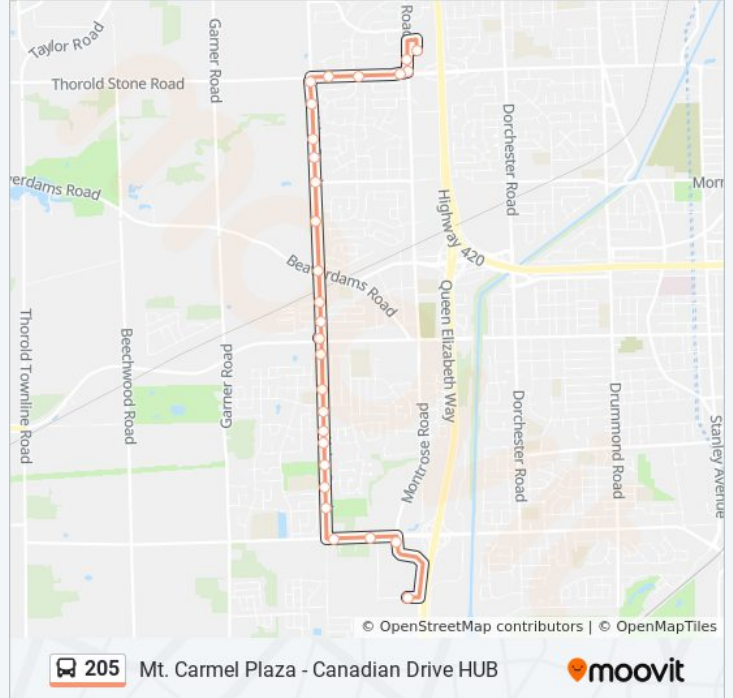 Road
Taylor Road
Garner Road
Thorold Stone Road
Dorchester Road
erdams Road
Morr
Highway 420
Beaverdams Road
Queen Elizabeth Way
Thorold Townline Road
Beechwood Road
Garner Road
Montrose Road
Dorchester Road
Drummond Road
Stanley Avenue
© OpenStreetMap contributors | © OpenMapTiles
205 Mt. Carmel Plaza - Canadian Drive HUB
moovit